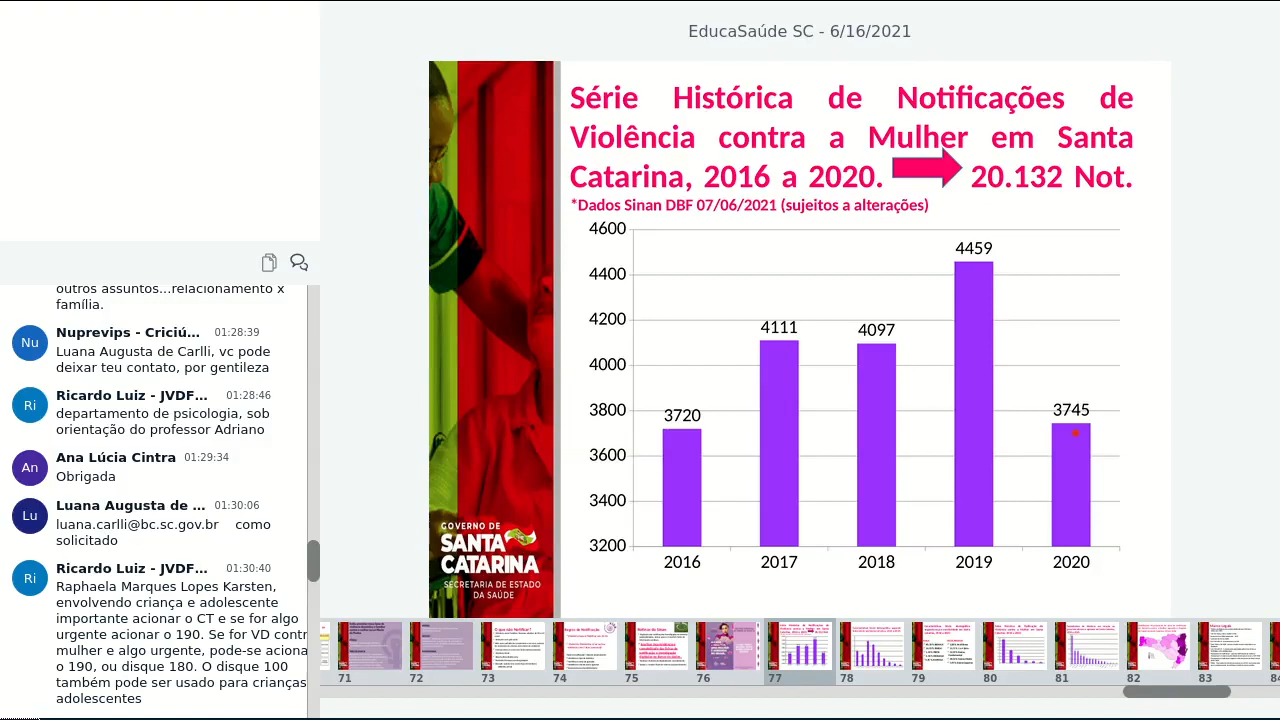 EducaSaúde SC - 6/16/2021
outros assuntos...relacionamento x
família.
Nu
Nuprevips - Criciú... 01:28:39
Luana Augusta de Carlli, vc pode
deixar teu contato, por gentileza
Ri
Ricardo Luiz - JVDF... 01:28:46
departamento de psicologia, sob
orientação do professor Adriano
An
Ana Lúcia Cintra 01:29:34
Obrigada
Lu
Luana Augusta de ... 01:30:06
luana.carlli@bc.sc.gov.br como
solicitado
Ri
Ricardo Luiz - JVDF... 01:30:40
Raphaela Marques Lopes Karsten,
envolvendo criança e adolescente
importante acionar o CT e se for algo
urgente acionar o 190. Se for com
mulher e algo urgente, pode se aciona
o 190, ou disque 180. O disque 100
também pode ser usado para crianças
adolescentes
Série Histórica de Notificações de
Violência contra a Mulher em Santa
Catarina, 2016 a 2020. 20.132 Not.
*Dados Sinan DBF 07/06/2021 (sujeitos a alterações)
4600
4400
4200
4000
3800
3600
3400
3200
3720
4111
4097
4459
3745
2016 2017 2018 2019 2020
GOVERNO DE
SANTA
CATARINA
SECRETARIA DE ESTADO
DA SAÚDE
O que Notificar?
71 72 73 74 75 76 77 78 79 80 81 82 83 84